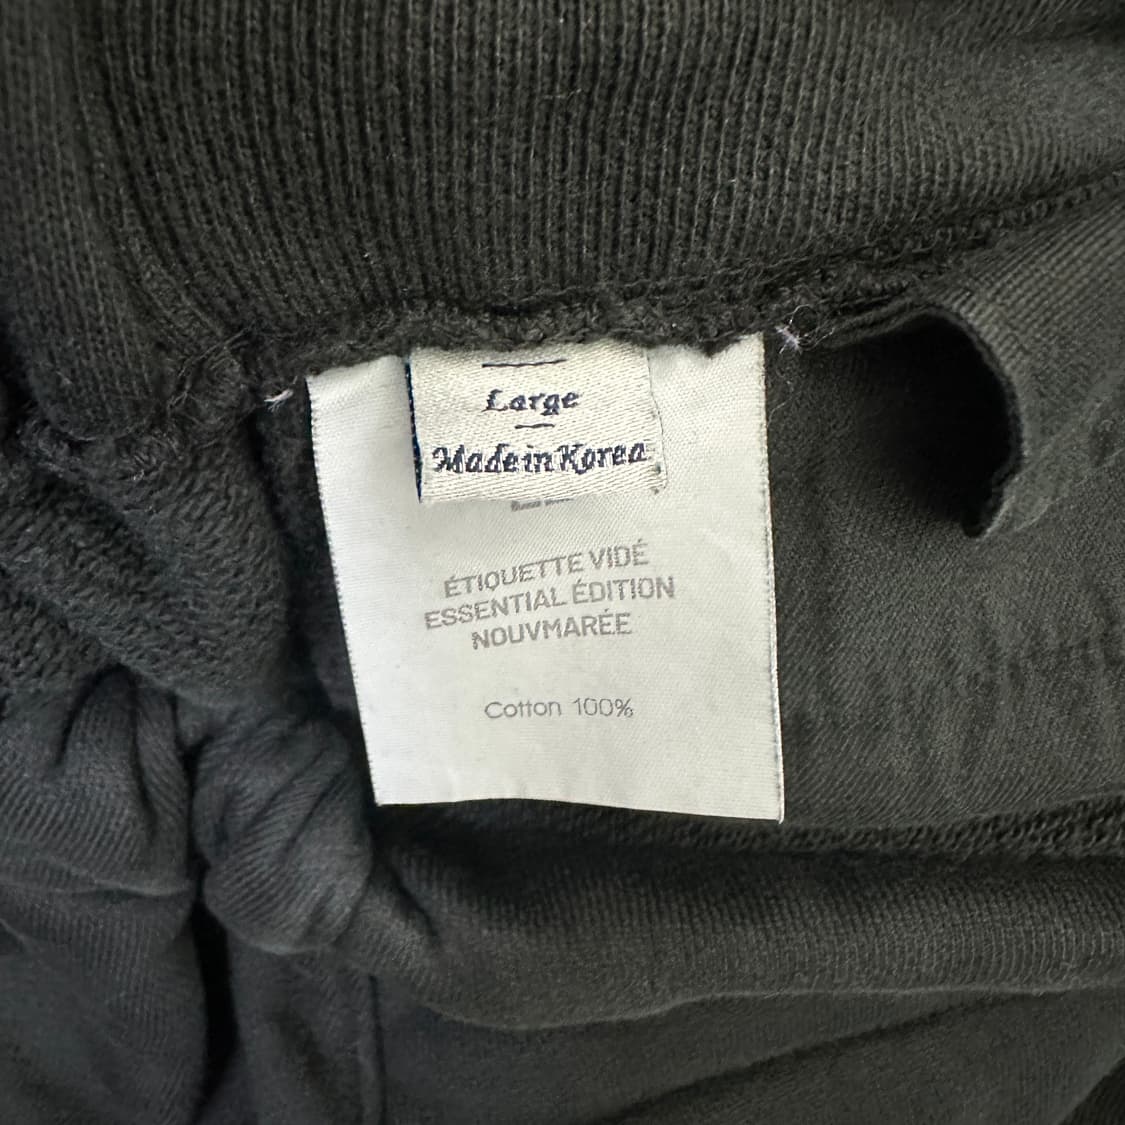 Large
Made in Korea
ÉTIQUETTE VIDÉ
ESSENTIAL ÉDITION
NOUVMARÉE
Cotton 100%